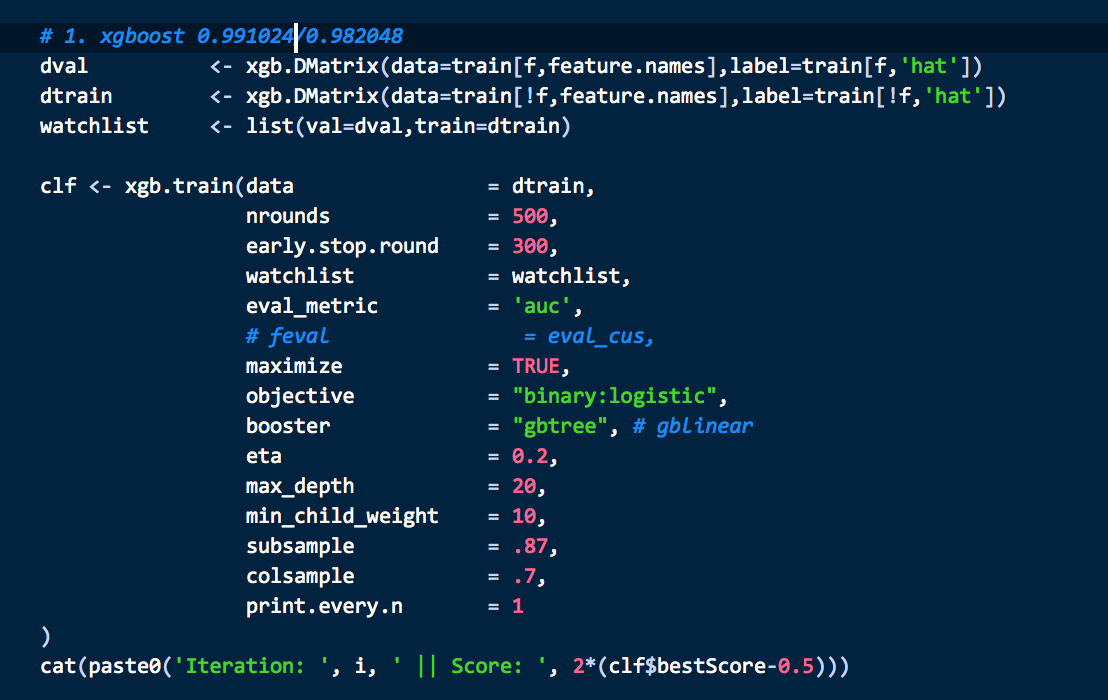 # 1. xgboost 0.991024/0.982048
dval          <- xgb.DMatrix(data=train[f,feature.names],label=train[f,'hat'])
dtrain        <- xgb.DMatrix(data=train[!f,feature.names],label=train[!f,'hat'])
watchlist     <- list(val=dval,train=dtrain)

clf <- xgb.train(data                = dtrain,
                 nrounds             = 500,
                 early.stop.round    = 300,
                 watchlist           = watchlist,
                 eval_metric         = 'auc',
                 # feval                = eval_cus,
                 maximize            = TRUE,
                 objective           = "binary:logistic",
                 booster             = "gbtree", # gblinear
                 eta                 = 0.2,
                 max_depth           = 20,
                 min_child_weight    = 10,
                 subsample           = .87,
                 colsample           = .7,
                 print.every.n       = 1
)
cat(paste0('Iteration: ', i, ' || Score: ', 2*(clf$bestScore-0.5)))